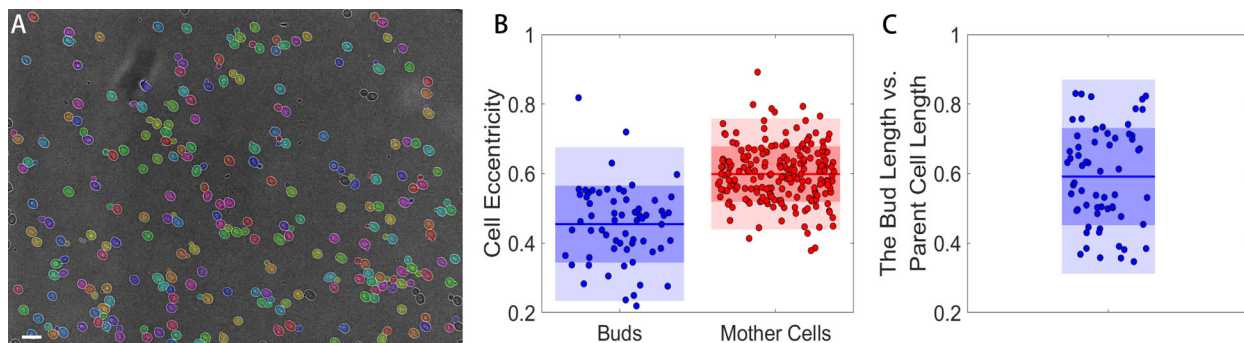 A
B
C
1
0.8
0.6
0.4
0.2
Cell Eccentricity
Buds
Mother Cells
1
0.8
0.6
0.4
0.2
The Bud Length vs.
Parent Cell Length